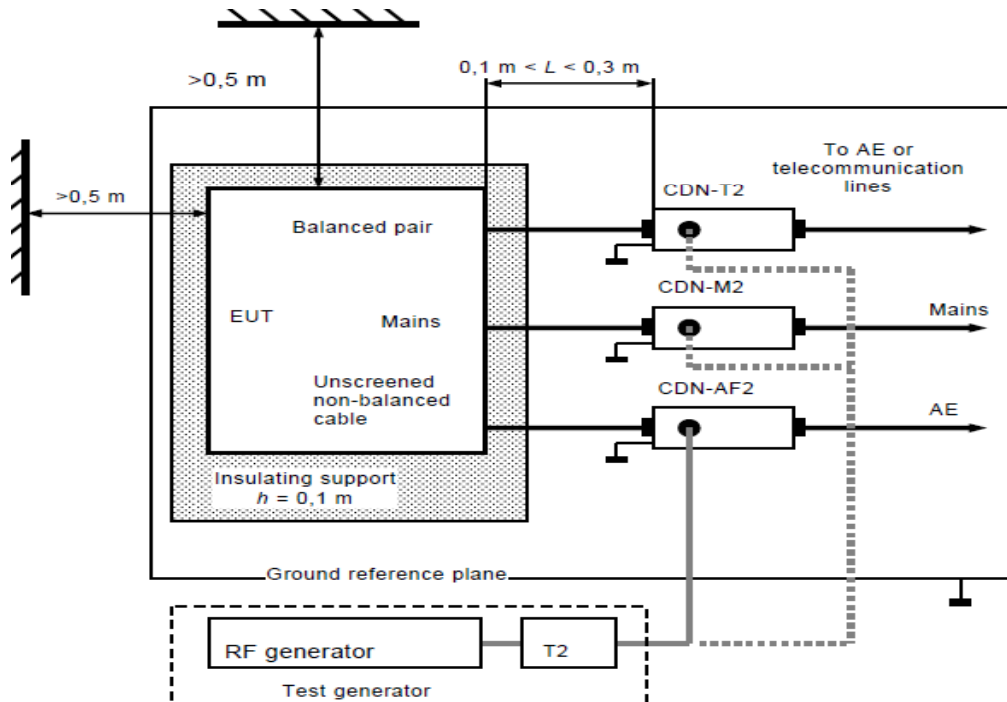 >0,5 m
0,1 m < L < 0,3 m
>0,5 m
To AE or
telecommunication
lines
CDN-T2
Balanced pair
CDN-M2
EUT
Mains
Mains
Unscreened
non-balanced
cable
CDN-AF2
AE
Insulating support
h = 0,1 m
Ground reference plane
RF generator
T2
Test generator